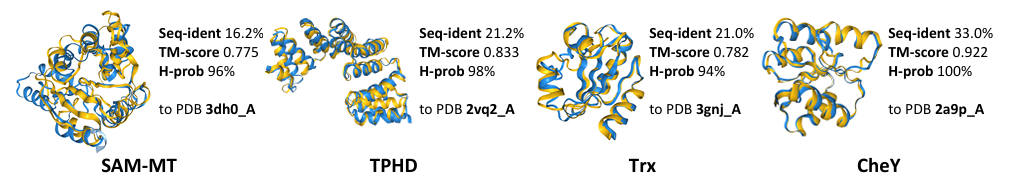 Seq-ident 16.2%
TM-score 0.775
H-prob 96%
to PDB 3dh0_A
SAM-MT
Seq-ident 21.2%
TM-score 0.833
H-prob 98%
to PDB 2vq2_A
TPHD
Seq-ident 21.0%
TM-score 0.782
H-prob 94%
to PDB 3gnj_A
Trx
Seq-ident 33.0%
TM-score 0.922
H-prob 100%
to PDB 2a9p_A
CheY